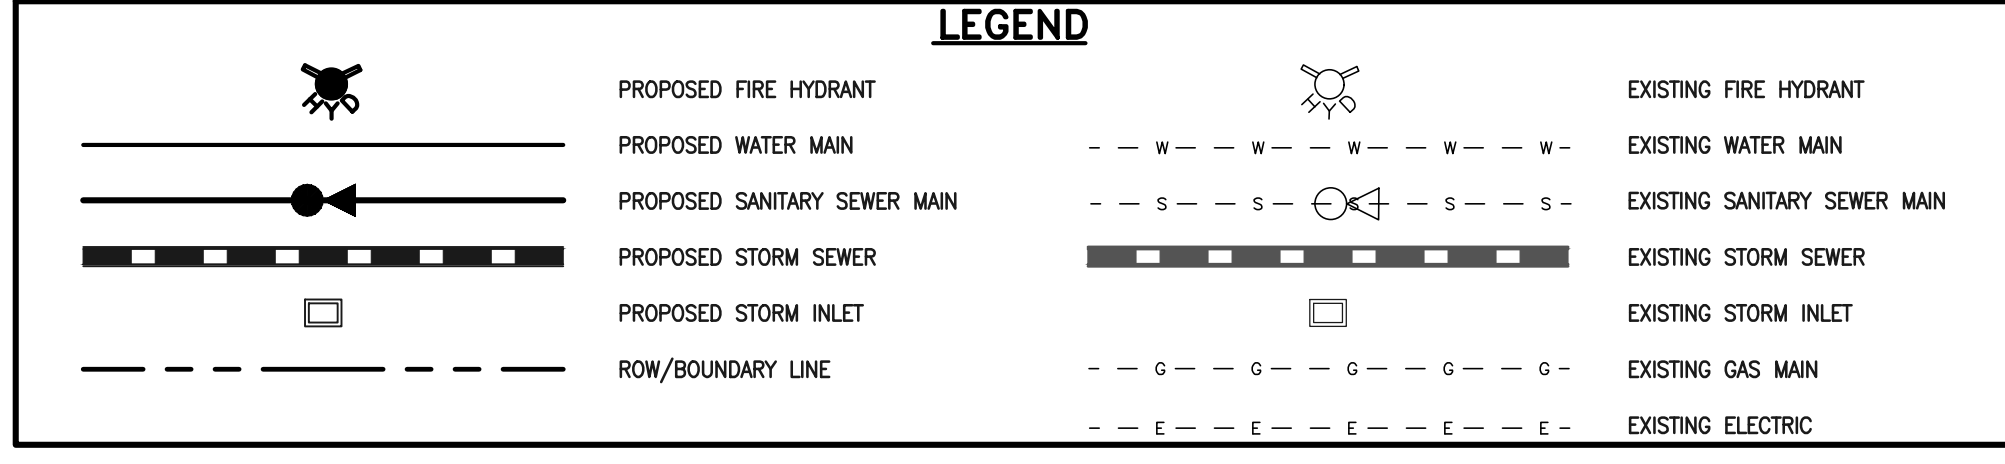 LEGEND
HYD PROPOSED FIRE HYDRANT HYD EXISTING FIRE HYDRANT
PROPOSED WATER MAIN W W W W W EXISTING WATER MAIN
PROPOSED SANITARY SEWER MAIN S S S S S EXISTING SANITARY SEWER MAIN
PROPOSED STORM SEWER EXISTING STORM SEWER
PROPOSED STORM INLET EXISTING STORM INLET
ROW/BOUNDARY LINE G G G G G EXISTING GAS MAIN
E E E E E EXISTING ELECTRIC